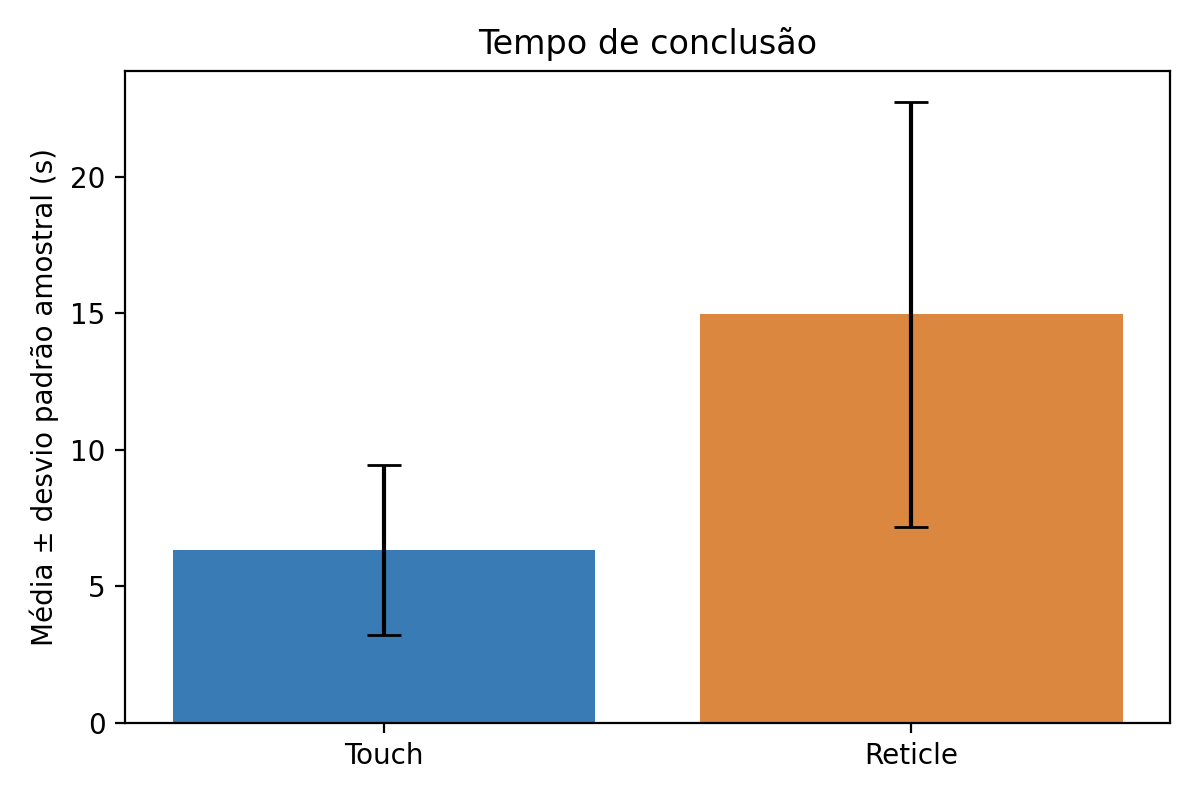 Tempo de conclusão
Média ± desvio padrão amostral (s)
20
15
10
5
0
Touch
Reticle